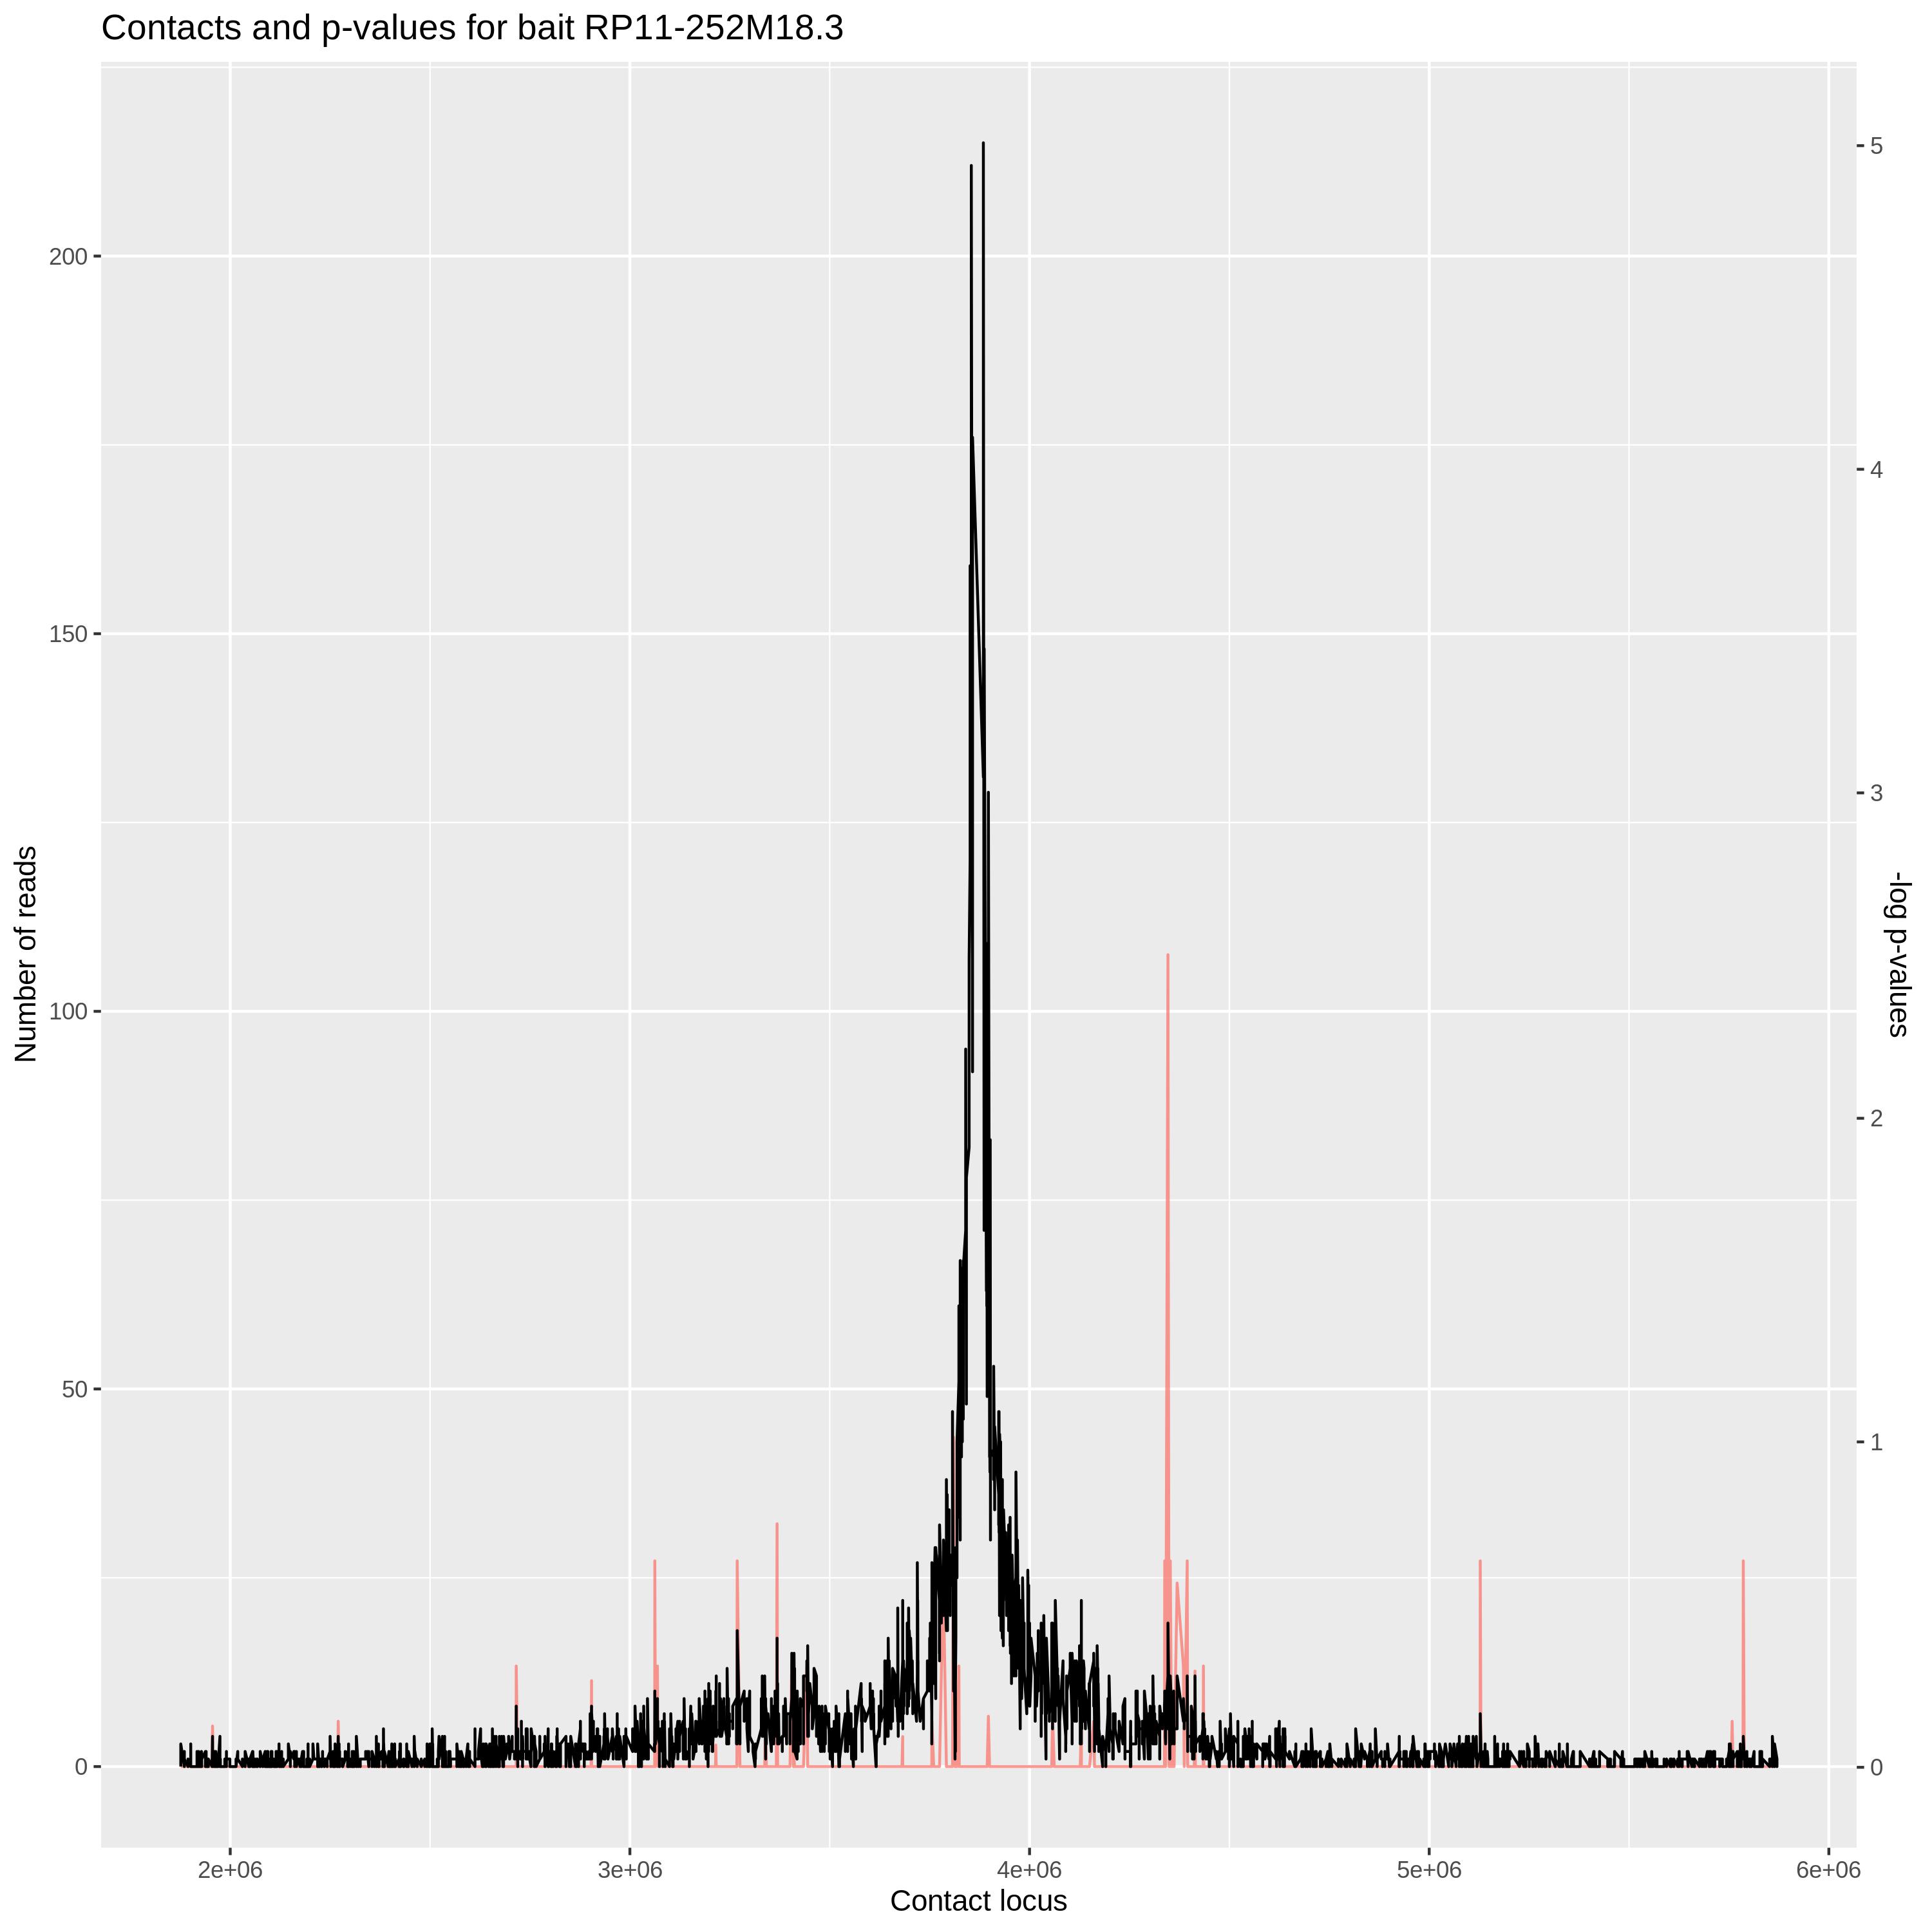 Contacts and p-values for bait RP11-252M18.3
200
150
100
50
0
Number of reads
5
4
3
2
1
0
-log p-values
2e+06
3e+06
4e+06
5e+06
6e+06
Contact locus